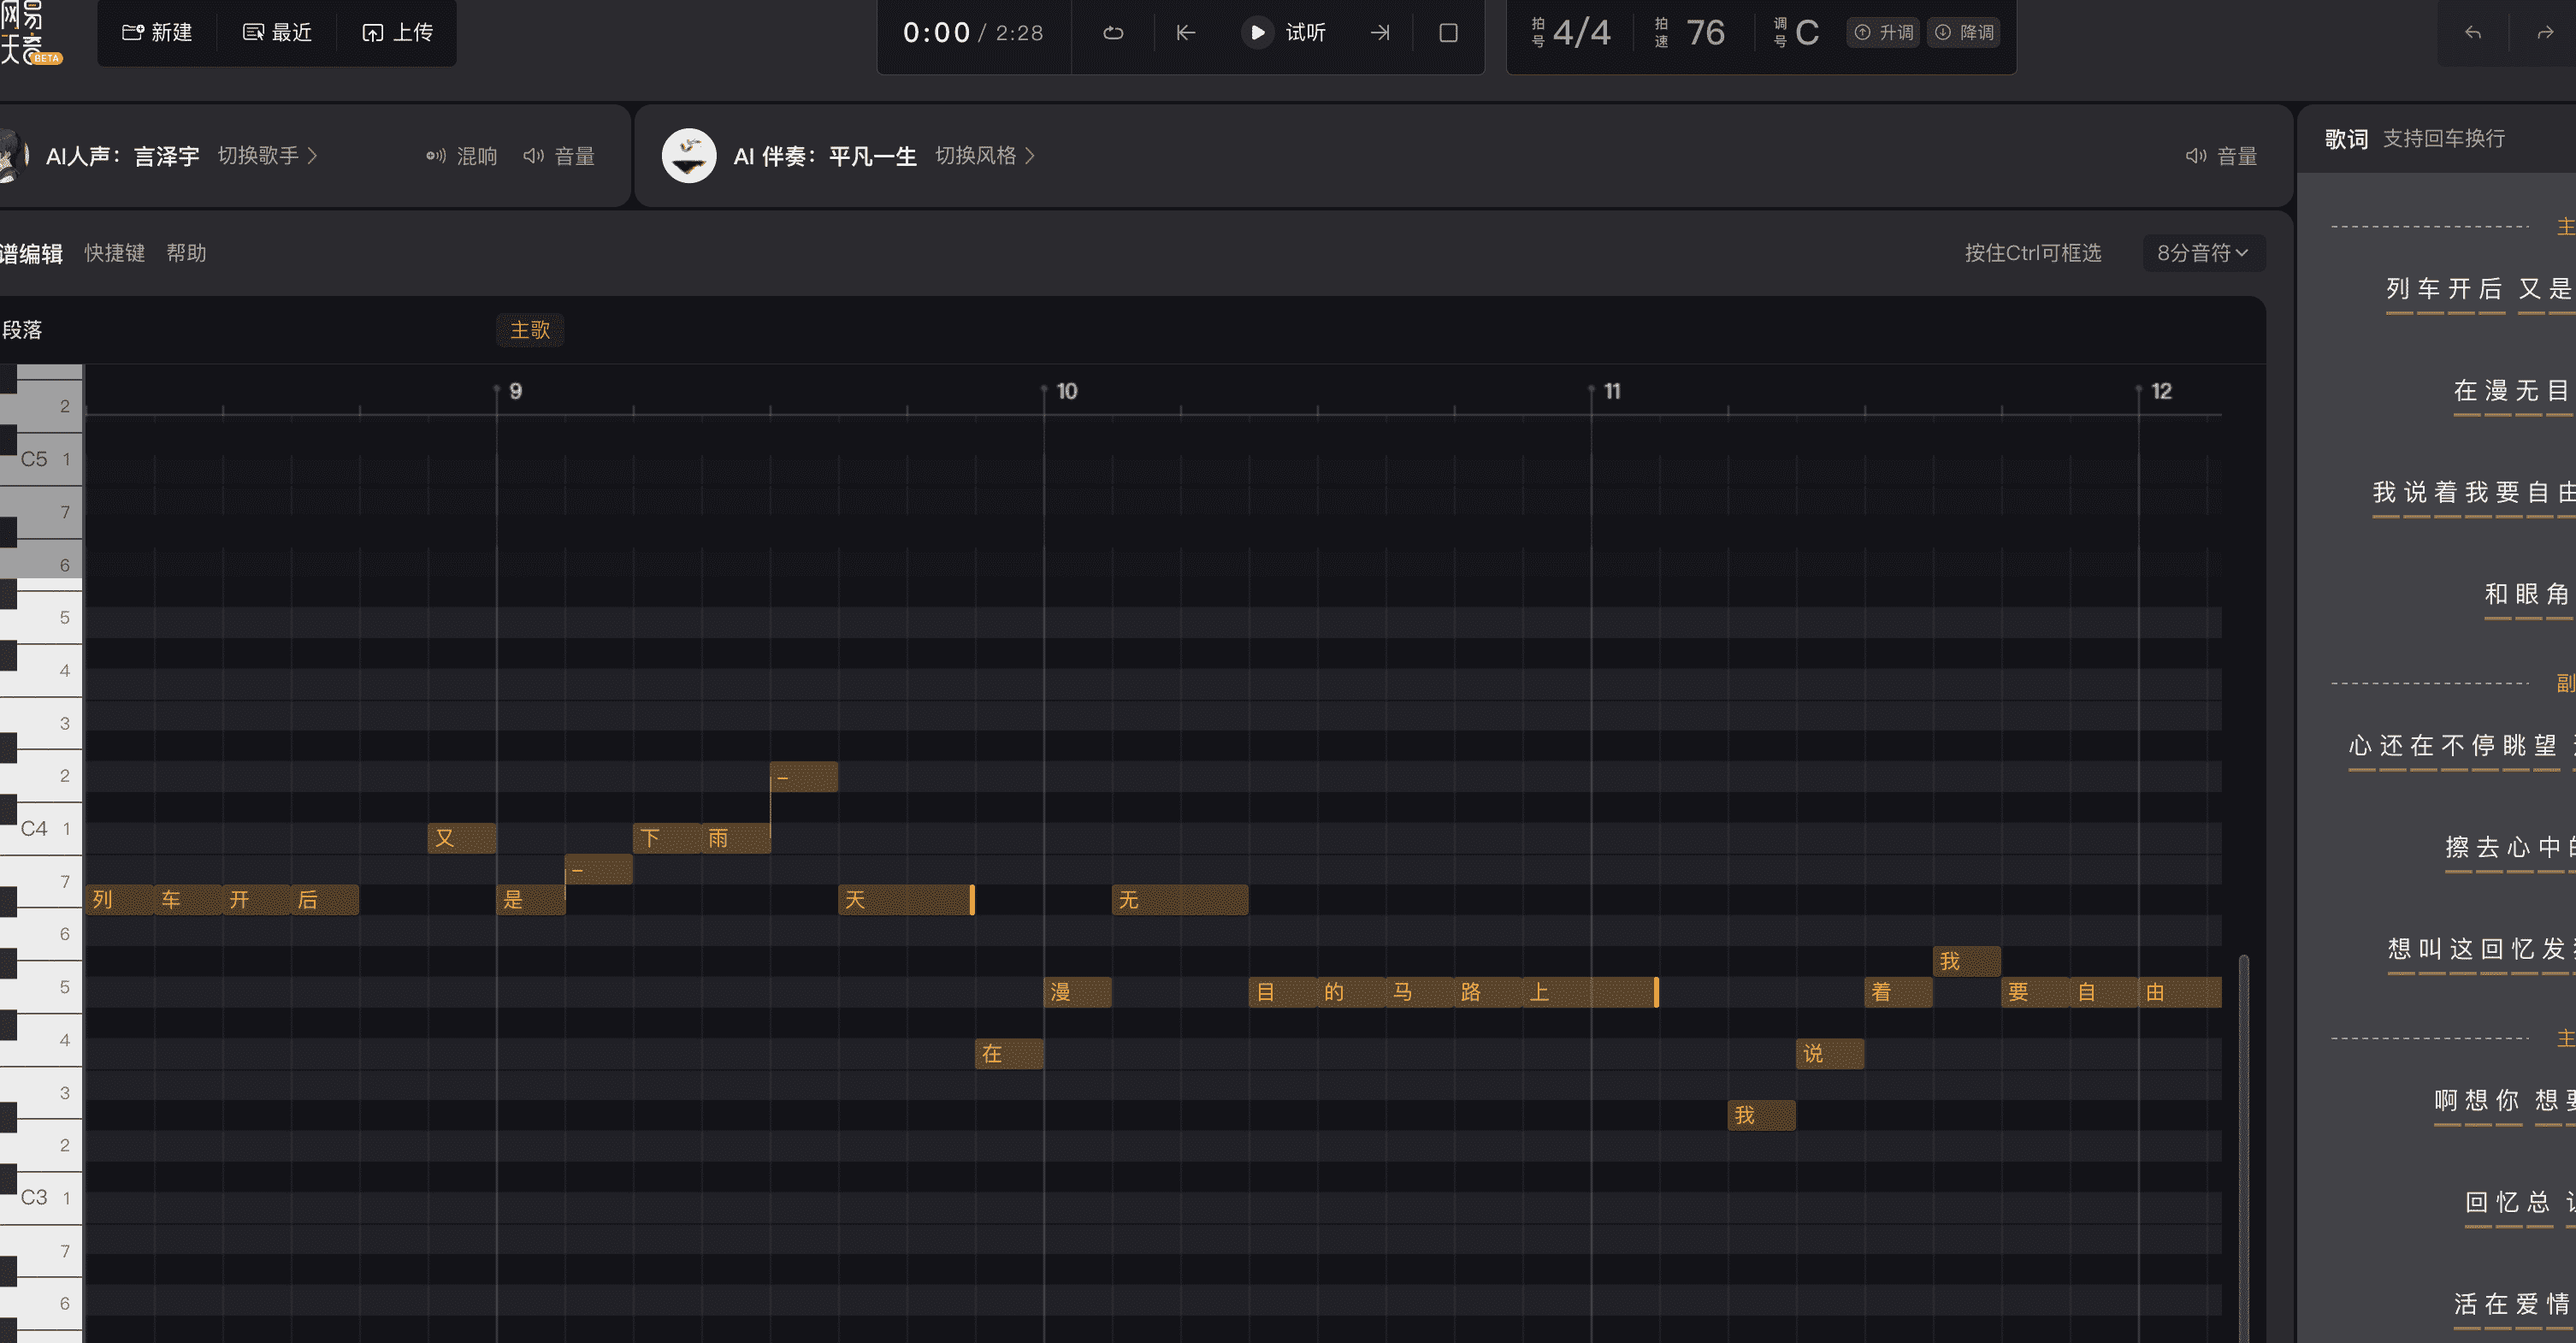 网易
天音
BETA
新建 最近 上传
0:00 / 2:28 试听
拍号 4/4 拍速 76 调号 C 升调 降调
AI人声：言泽宇 切换歌手 混响 音量
AI 伴奏：平凡一生 切换风格 音量
歌词 支持回车换行
谱编辑 快捷键 帮助
按住Ctrl可框选 8分音符
段落 主歌
9 10 11 12
2
C5 1
7
6
5
4
3
2
C4 1
7
6
5
4
3
2
C3 1
7
6
–
又 下 雨
–
列 车 开 后 是 天 无
我
漫 目 的 马 路 上 着 要 自 由
在 说
我
主
列车开后 又是
在漫无目
我说着我要自由
和眼角
副
心还在不停眺望
擦去心中
想叫这回忆发
主
啊想你 想要
回忆总
活在爱情